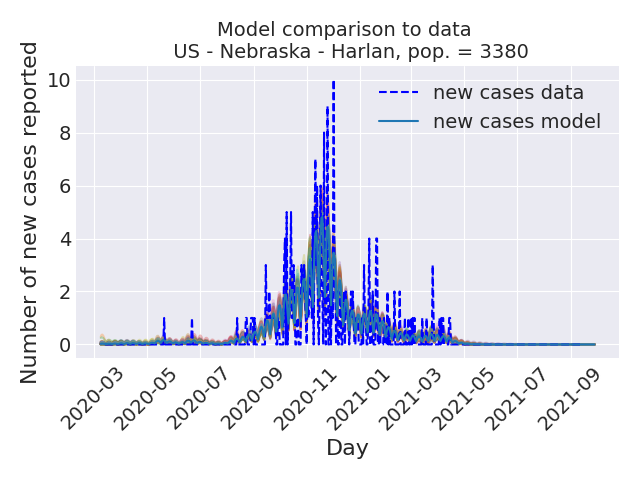 Model comparison to data
US - Nebraska - Harlan, pop. = 3380
Number of new cases reported
10
8
6
4
2
0
new cases data
new cases model
2020-03
2020-05
2020-07
2020-09
2020-11
2021-01
2021-03
2021-05
2021-07
2021-09
Day